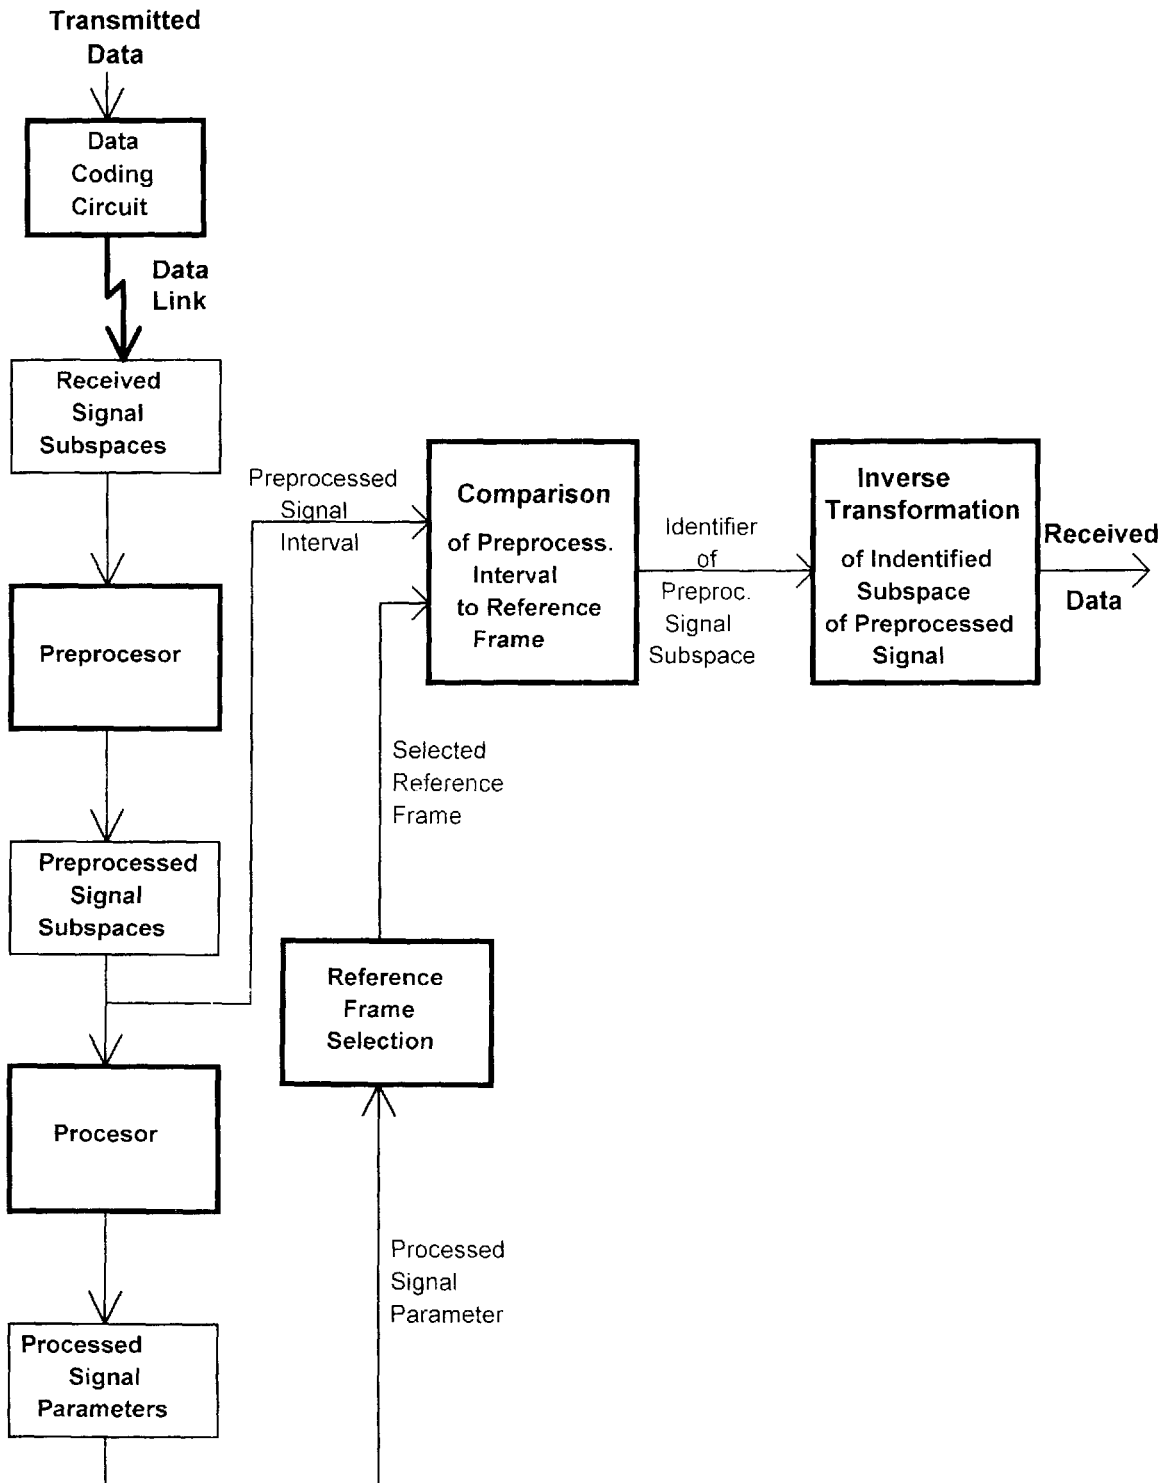 Transmitted
Data
Data
Coding
Circuit
Data
Link
Received
Signal
Subspaces
Preprocesor
Preprocessed
Signal
Subspaces
Procesor
Processed
Signal
Parameters
Preprocessed
Signal
Interval
Comparison
of Preprocess.
Interval
to Reference
Frame
Selected
Reference
Frame
Reference
Frame
Selection
Processed
Signal
Parameter
Identifier
of
Preproc.
Signal
Subspace
Inverse
Transformation
of Indentified
Subspace
of Preprocessed
Signal
Received
Data